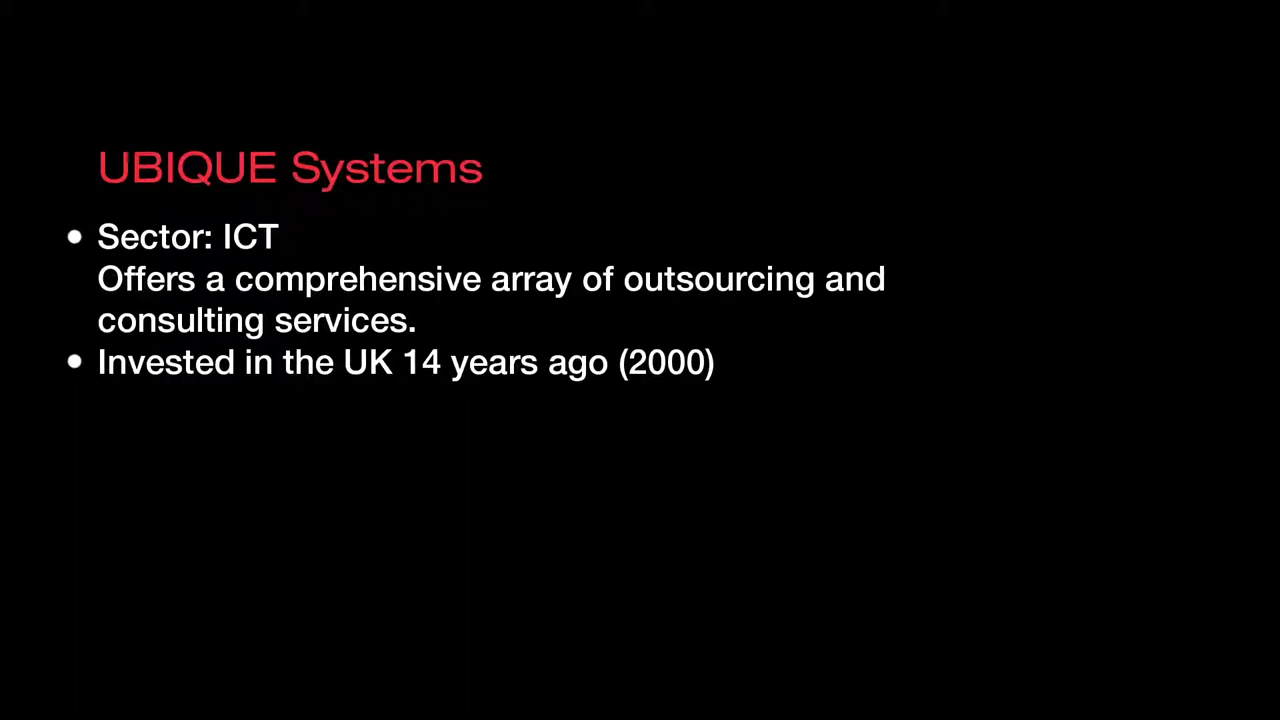 UBIQUE Systems
• Sector: ICT
Offers a comprehensive array of outsourcing and
consulting services.
• Invested in the UK 14 years ago (2000)